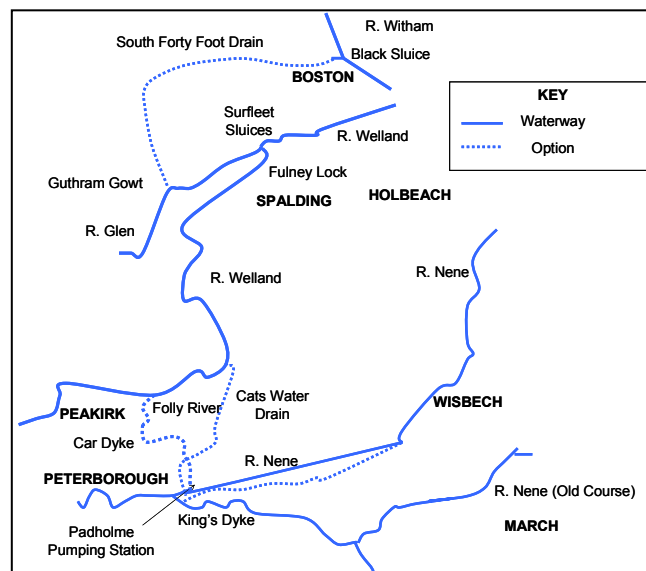 R. Witham
South Forty Foot Drain
Black Sluice
BOSTON
KEY
Waterway
Option
Surfleet
Sluices
R. Welland
Fulney Lock
Guthram Gowt
SPALDING
HOLBEACH
R. Glen
R. Welland
R. Nene
PEAKIRK
Folly River
Cats Water
Drain
WISBECH
Car Dyke
R. Nene
PETERBOROUGH
R. Nene (Old Course)
King's Dyke
MARCH
Padholme
Pumping Station